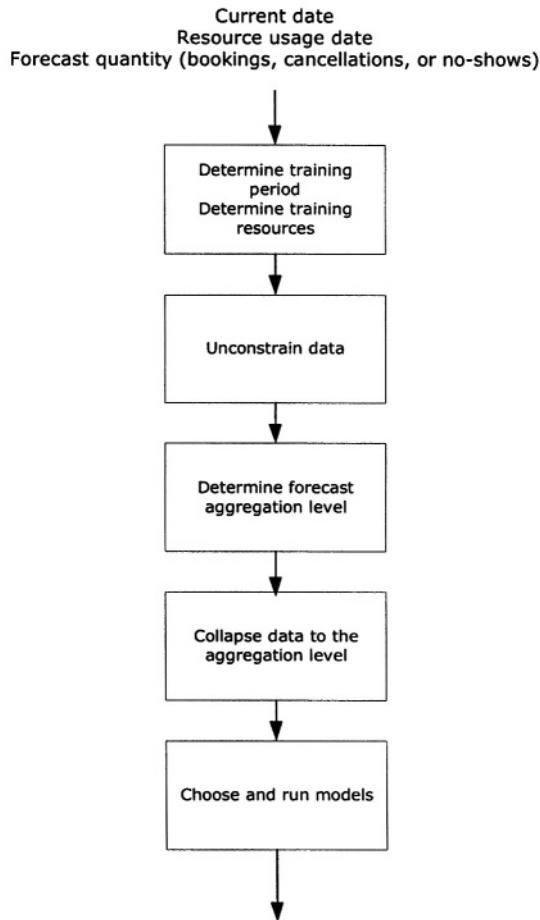 Current date
Resource usage date
Forecast quantity (bookings, cancellations, or no-shows)
Determine training
period
Determine training
resources
Unconstrain data
Determine forecast
aggregation level
Collapse data to the
aggregation level
Choose and run models